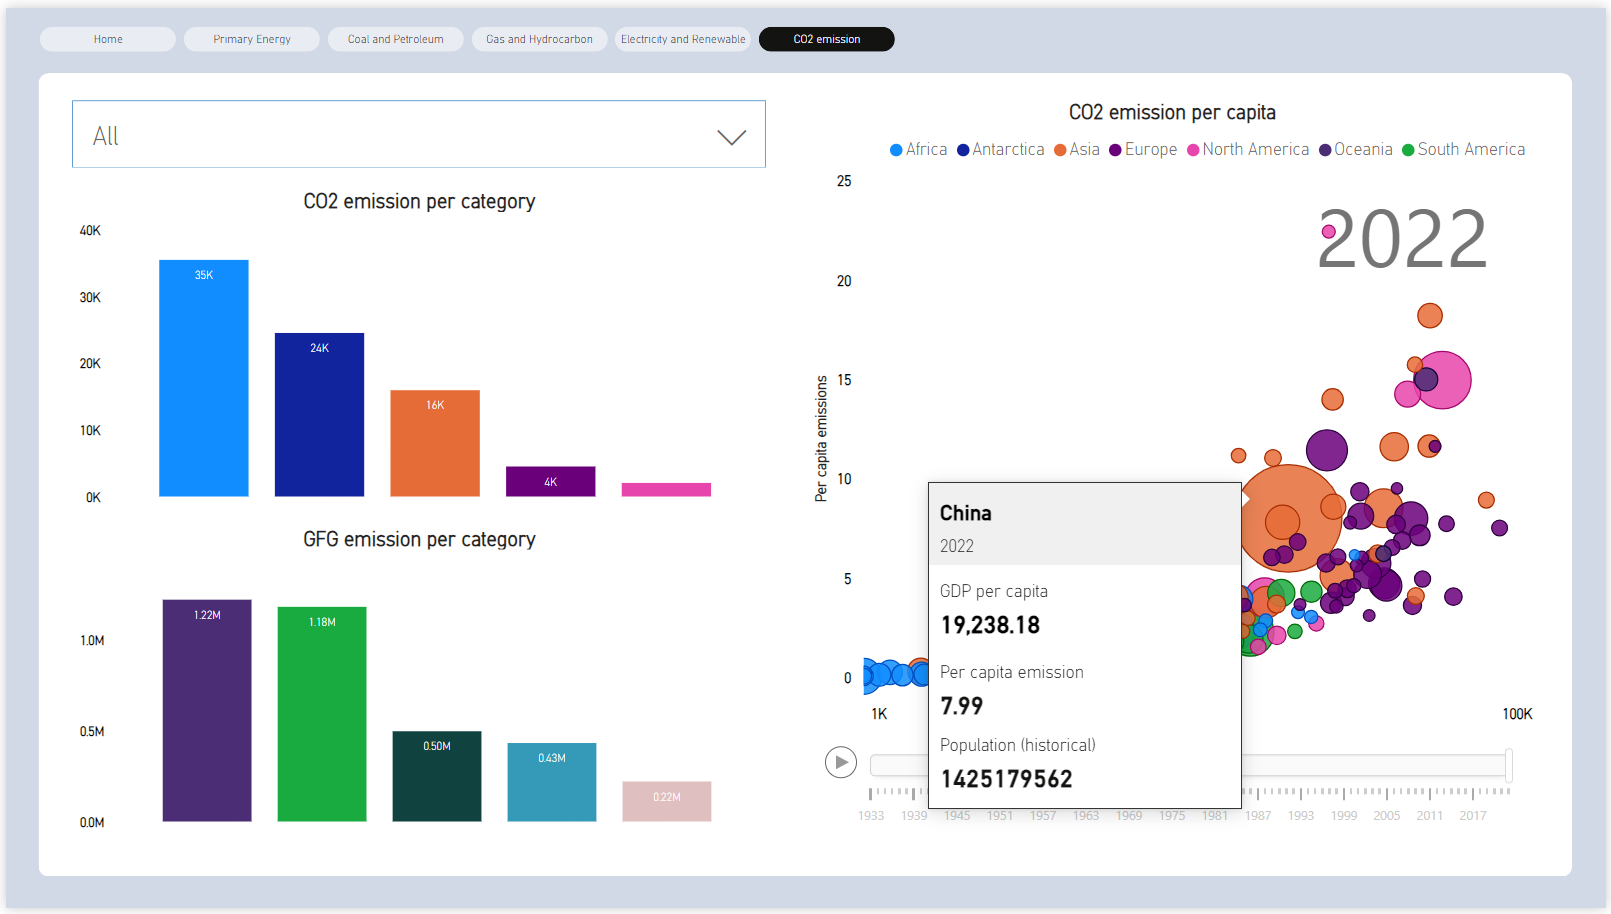 Home
Primary Energy
Coal and Petroleum
Gas and Hydrocarbon
Electricity and Renewable
CO2 emission
All
CO2 emission per category
40K
30K
20K
10K
0K
35K
24K
16K
4K
GFG emission per category
1.0M
0.5M
0.0M
1.22M
1.18M
0.50M
0.43M
0.22M
CO2 emission per capita
Africa Antarctica Asia Europe North America Oceania South America
25
20
15
10
5
0
Per capita emissions
2022
China
2022
GDP per capita
19,238.18
Per capita emission
7.99
Population (historical)
1425179562
1K
100K
1933 1939 1945 1951 1957 1963 1969 1975 1981 1987 1993 1999 2005 2011 2017